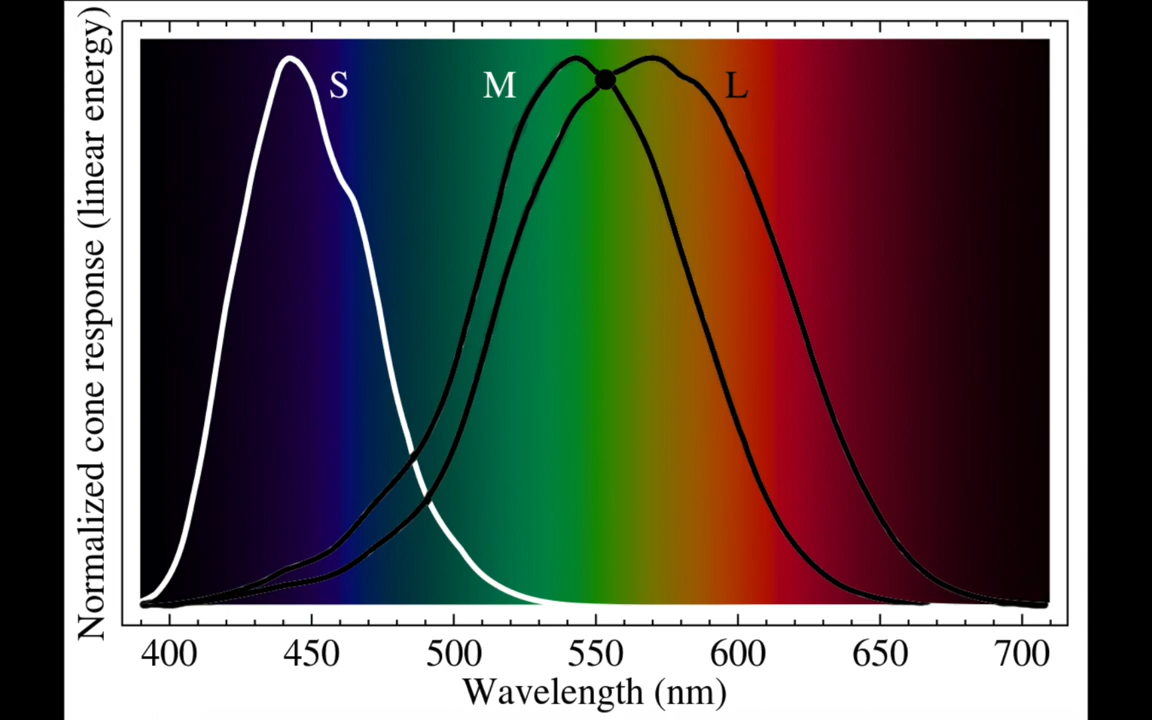 Normalized cone response (linear energy)
S
M
L
400 450 500 550 600 650 700
Wavelength (nm)